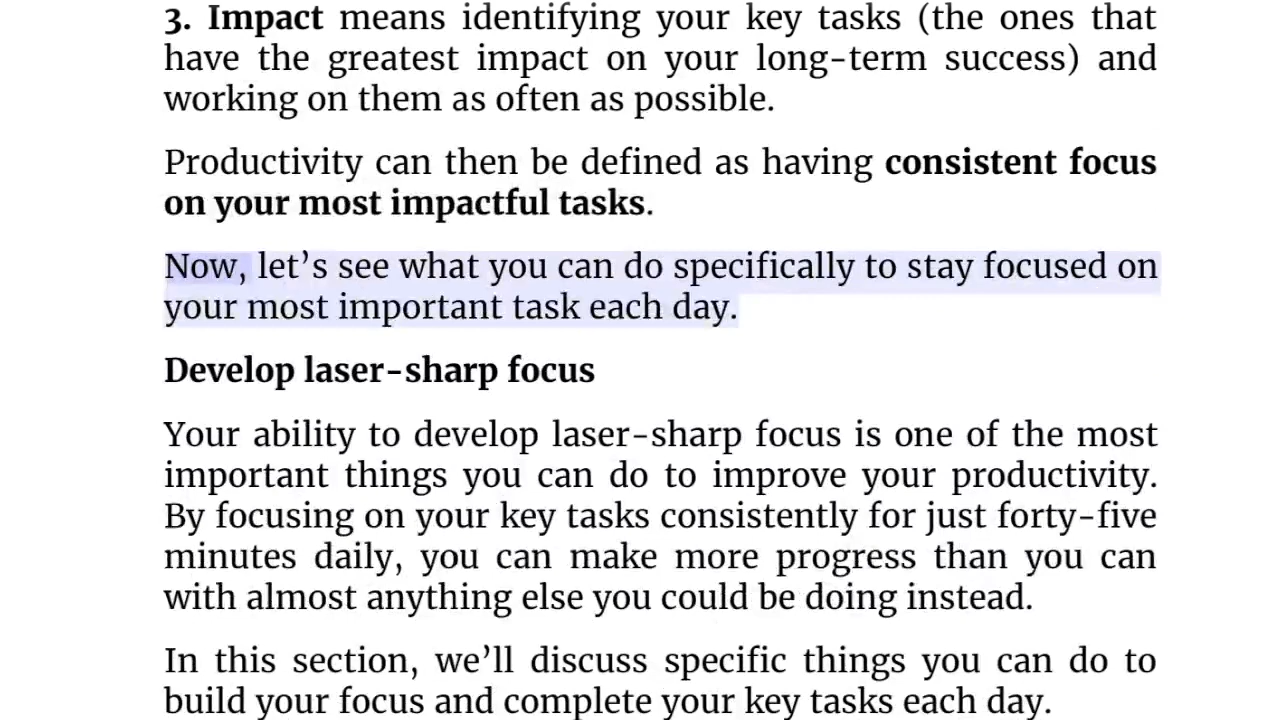 3. Impact means identifying your key tasks (the ones that
have the greatest impact on your long-term success) and
working on them as often as possible.
Productivity can then be defined as having consistent focus
on your most impactful tasks.
Now, let’s see what you can do specifically to stay focused on
your most important task each day.
Develop laser-sharp focus
Your ability to develop laser-sharp focus is one of the most
important things you can do to improve your productivity.
By focusing on your key tasks consistently for just forty-five
minutes daily, you can make more progress than you can
with almost anything else you could be doing instead.
In this section, we’ll discuss specific things you can do to
build your focus and complete your key tasks each day.